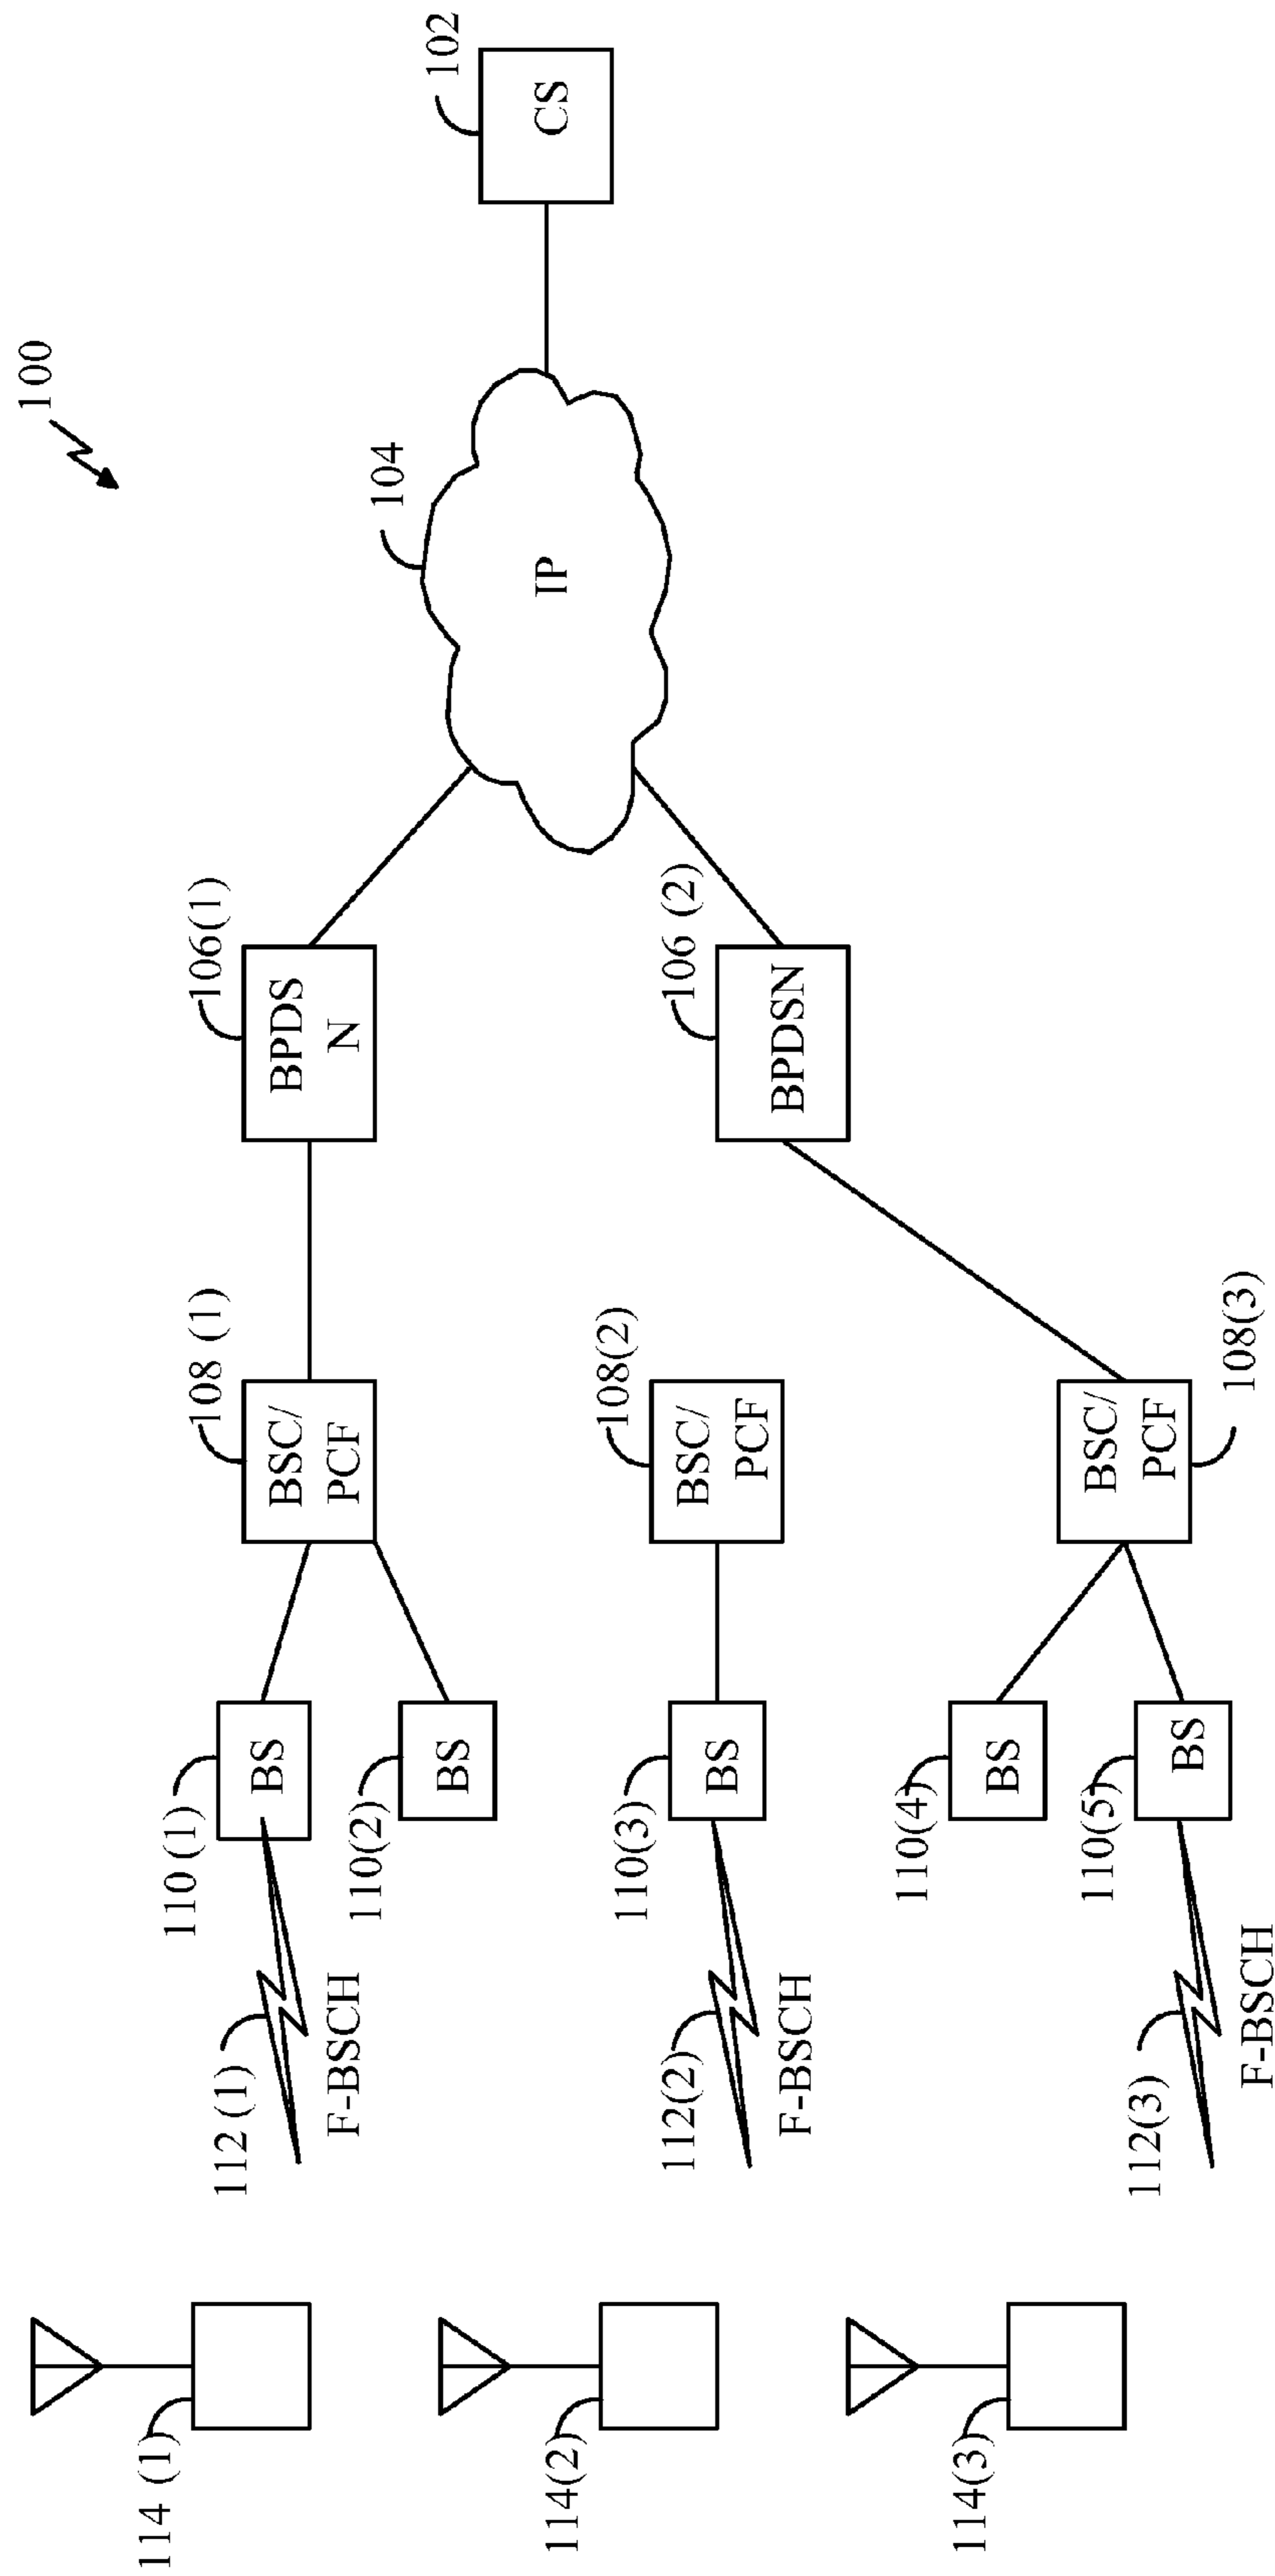 100
114 (1)
112 (1)
F-BSCH
110 (1)
BS
110(2)
BS
108 (1)
BSC/
PCF
106(1)
BPDS
N
104
IP
102
CS
114(2)
112(2)
F-BSCH
110(3)
BS
108(2)
BSC/
PCF
106 (2)
BPDSN
114(3)
112(3)
F-BSCH
110(4)
BS
110(5)
BS
BSC/
PCF
108(3)